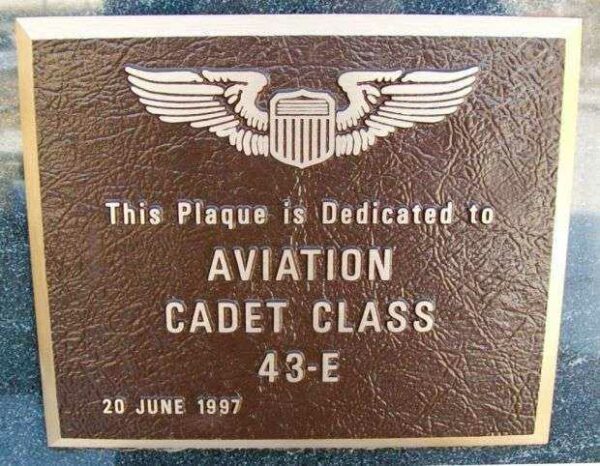 This Plaque is Dedicated to
AVIATION
CADET CLASS
43-E
20 JUNE 1997